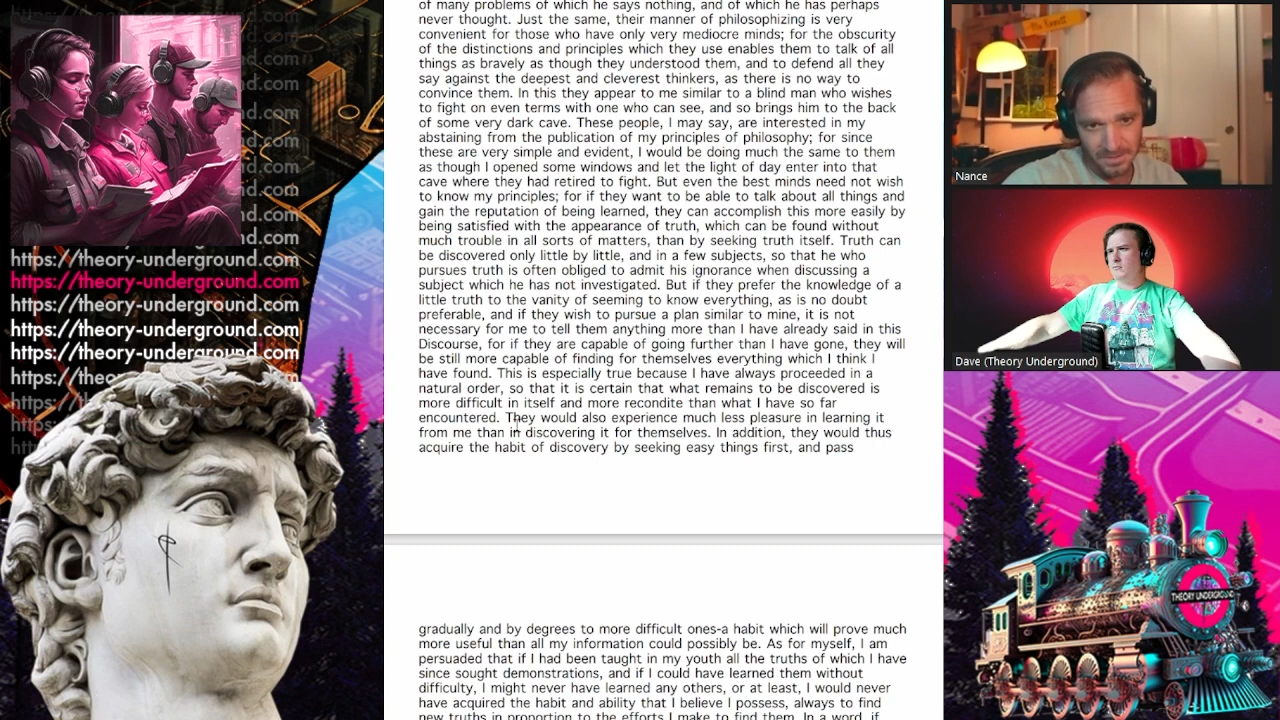 https://theory-underground.com
https://theory-underground.com
https://theory-underground.com
https://theory-underground.com
https://theory-underground.com
https://theo
https://
https:/
of many problems of which he says nothing, and of which he has perhaps
never thought. Just the same, their manner of philosophizing is very
convenient for those who have only very mediocre minds; for the obscurity
of the distinctions and principles which they use enables them to talk of all
things as bravely as though they understood them, and to defend all they
say against the deepest and cleverest thinkers, as there is no way to
convince them. In this they appear to me similar to a blind man who wishes
to fight on even terms with one who can see, and so brings him to the back
of some very dark cave. These people, I may say, are interested in my
abstaining from the publication of my principles of philosophy; for since
these are very simple and evident, I would be doing much the same to them
as though I opened some windows and let the light of day enter into that
cave where they had retired to fight. But even the best minds need not wish
to know my principles; for if they want to be able to talk about all things and
gain the reputation of being learned, they can accomplish this more easily by
being satisfied with the appearance of truth, which can be found without
much trouble in all sorts of matters, than by seeking truth itself. Truth can
be discovered only little by little, and in a few subjects, so that he who
pursues truth is often obliged to admit his ignorance when discussing a
subject which he has not investigated. But if they prefer the knowledge of a
little truth to the vanity of seeming to know everything, as is no doubt
preferable, and if they wish to pursue a plan similar to mine, it is not
necessary for me to tell them anything more than I have already said in this
Discourse, for if they are capable of going further than I have gone, they will
be still more capable of finding for themselves everything which I think I
have found. This is especially true because I have always proceeded in a
natural order, so that it is certain that what remains to be discovered is
more difficult in itself and more recondite than what I have so far
encountered. They would also experience much less pleasure in learning it
from me than in discovering it for themselves. In addition, they would thus
acquire the habit of discovery by seeking easy things first, and pass
gradually and by degrees to more difficult ones-a habit which will prove much
more useful than all my information could possibly be. As for myself, I am
persuaded that if I had been taught in my youth all the truths of which I have
since sought demonstrations, and if I could have learned them without
difficulty, I might never have learned any others, or at least, I would never
have acquired the habit and ability that I believe I possess, always to find
new truths in proportion to the efforts I make to find them. In a word, if
Nance
Dave (Theory Underground)
THEORY UNDERGROUND